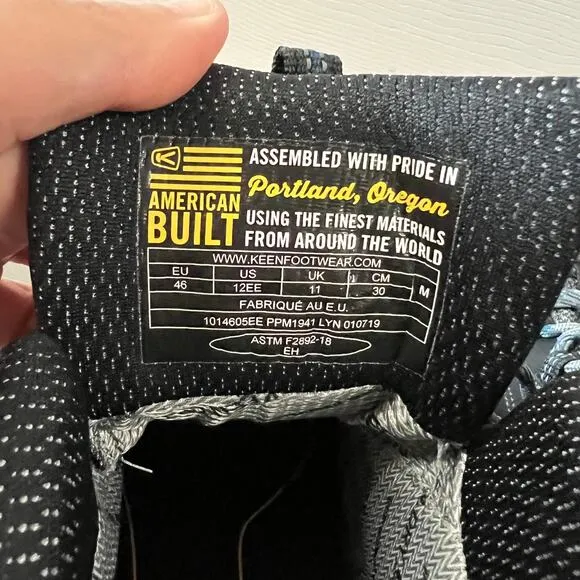 ASSEMBLED WITH PRIDE IN
Portland, Oregon
AMERICAN
BUILT
USING THE FINEST MATERIALS
FROM AROUND THE WORLD
WWW.KEENFOOTWEAR.COM
EU US UK CM M
46 12EE 11 30
FABRIQUÉ AU E.U.
1014605EE PPM1941 LYN 010719
ASTM F2892-18
EH